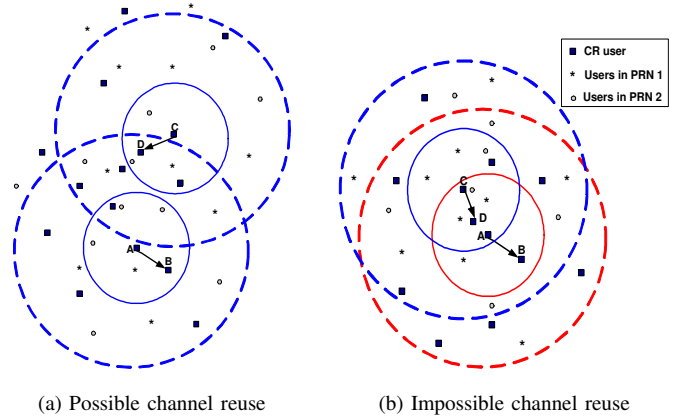 C
D
A
B
C
D
A
B
CR user
Users in PRN 1
Users in PRN 2
(a) Possible channel reuse
(b) Impossible channel reuse